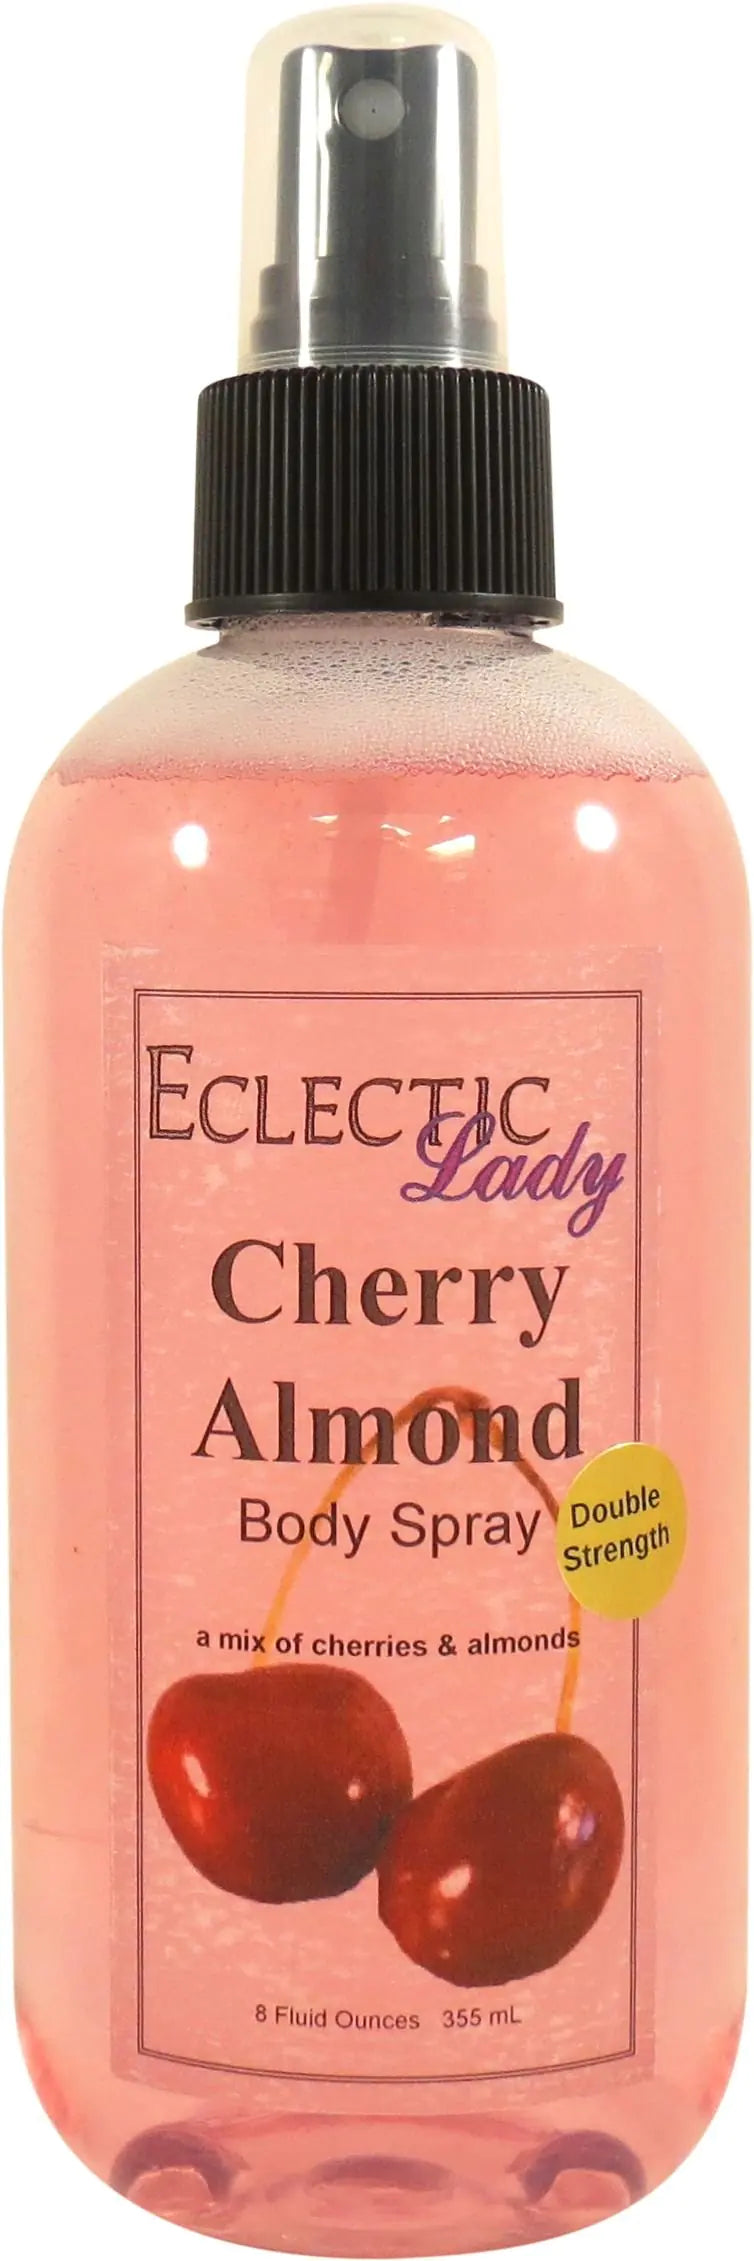 ECLECTIC
Lady
Cherry
Almond
Body Spray
Double
Strength
a mix of cherries & almonds
8 Fluid Ounces 355 mL